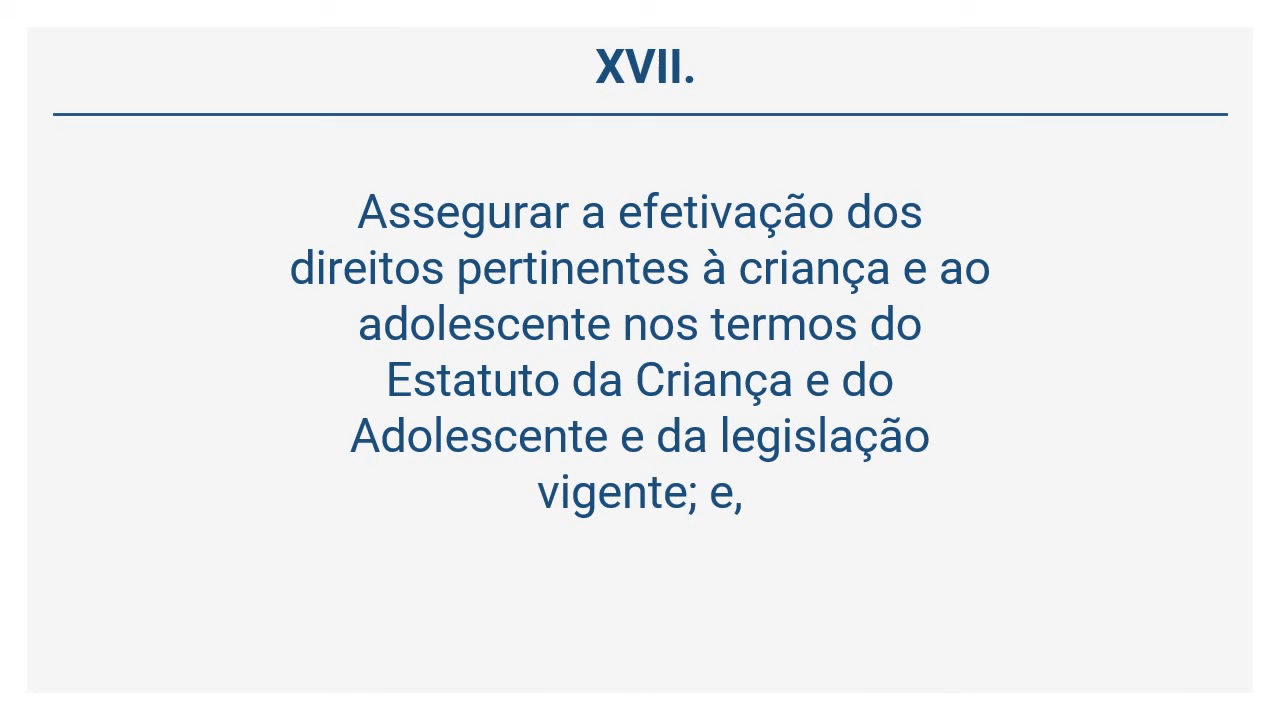 XVII.
Assegurar a efetivação dos
direitos pertinentes à criança e ao
adolescente nos termos do
Estatuto da Criança e do
Adolescente e da legislação
vigente; e,